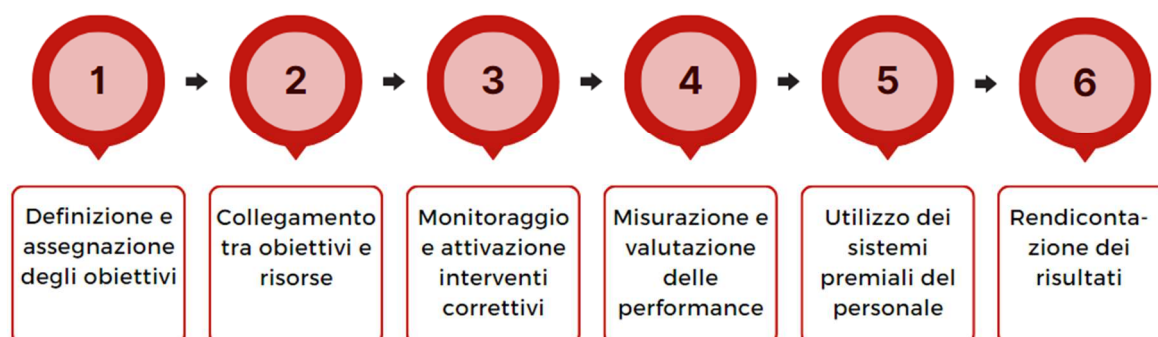 1
2
3
4
5
6
Definizione e
assegnazione
degli obiettivi
Collegamento
tra obiettivi e
risorse
Monitoraggio
e attivazione
interventi
correttivi
Misurazione e
valutazione
delle
performance
Utilizzo dei
sistemi
premiali del
personale
Rendiconta-
zione dei
risultati